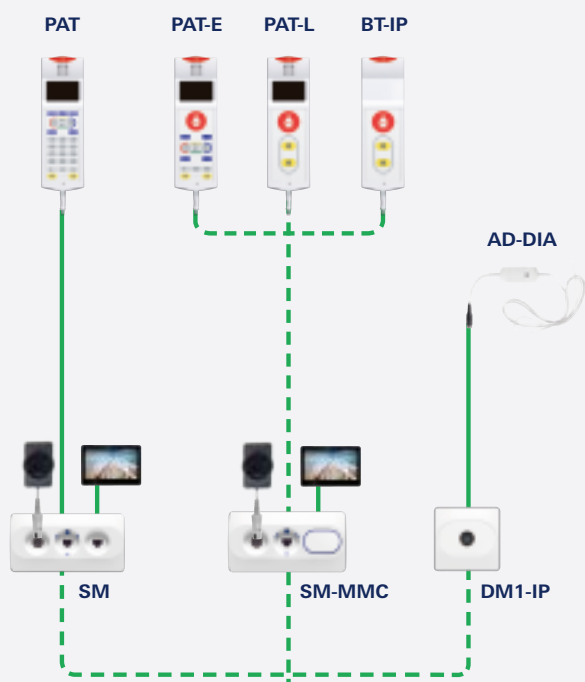 PAT
PAT-E
PAT-L
BT-IP
AD-DIA
SM
SM-MMC
DM1-IP